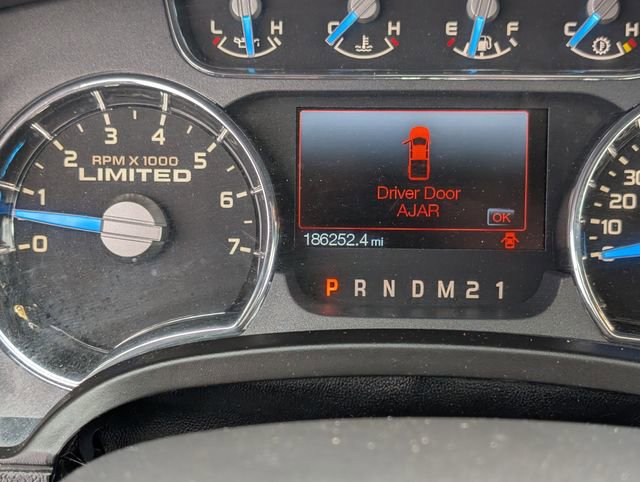 L H C H E F C H
RPM X 1000
LIMITED
0 1 2 3 4 5 6 7
Driver Door
AJAR
OK
186252.4 mi
P R N D M 2 1
30
20
10